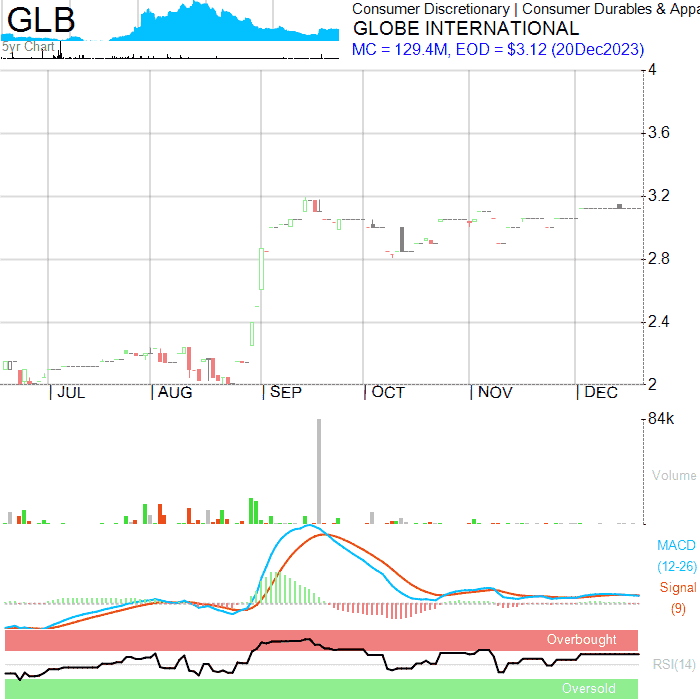 GLB
Consumer Discretionary | Consumer Durables & Appa
GLOBE INTERNATIONAL
5yr Chart
MC = 129.4M, EOD = $3.12 (20Dec2023)
4
3.6
3.2
2.8
2.4
2
| JUL | AUG | SEP | OCT | NOV | DEC
84k
Volume
MACD
(12-26)
Signal
(9)
Overbought
RSI(14)
Oversold